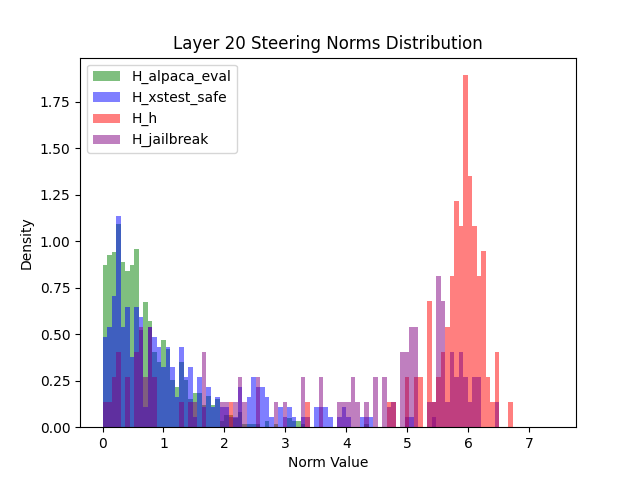 Layer 20 Steering Norms Distribution
H_alpaca_eval
H_xstest_safe
H_h
H_jailbreak
Density
1.75
1.50
1.25
1.00
0.75
0.50
0.25
0.00
0 1 2 3 4 5 6 7
Norm Value